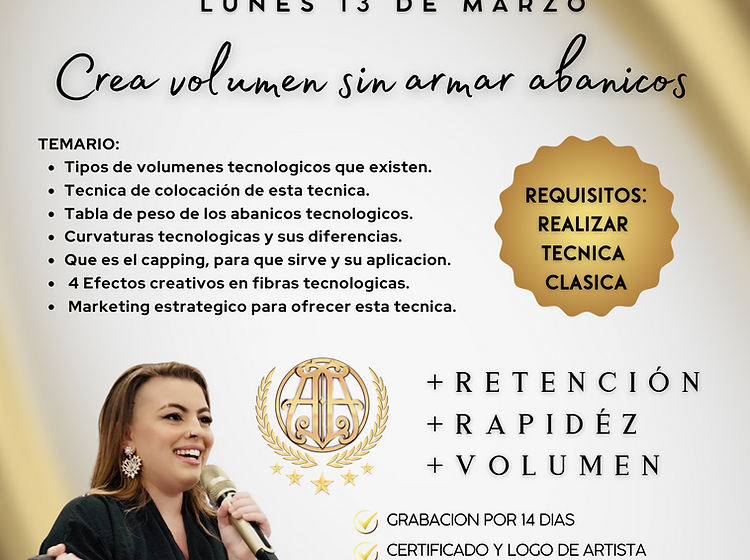 LUNES 13 DE MARZO
Crea volumen sin armar abanicos
TEMARIO:
• Tipos de volumenes tecnologicos que existen.
• Tecnica de colocación de esta tecnica.
• Tabla de peso de los abanicos tecnologicos.
• Curvaturas tecnologicas y sus diferencias.
• Que es el capping, para que sirve y su aplicacion.
• 4 Efectos creativos en fibras tecnologicas.
• Marketing estrategico para ofrecer esta tecnica.
REQUISITOS:
REALIZAR
TECNICA
CLASICA
+RETENCIÓN
+RAPIDÉZ
+VOLUMEN
GRABACION POR 14 DIAS
CERTIFICADO Y LOGO DE ARTISTA